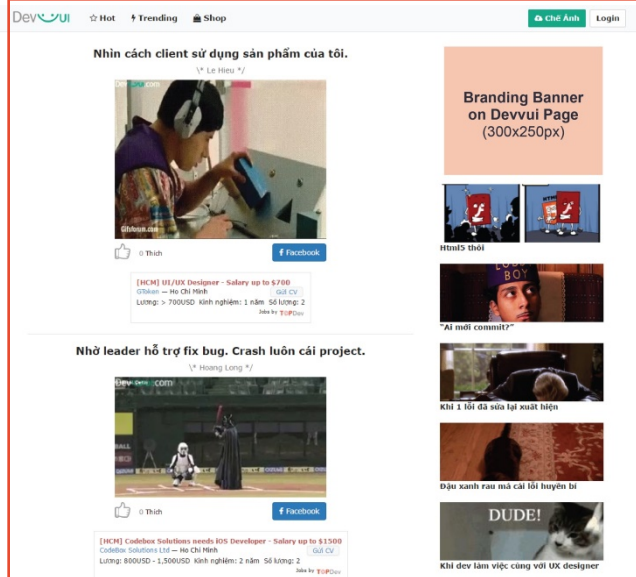 DevVUI
Hot
Trending
Shop
Chế Ảnh
Login
Nhìn cách client sử dụng sản phẩm của tôi.
\* Le Hieu */
Gifsforum.com
0 Thích
Facebook
[HCM] UI/UX Designer - Salary up to $700
GToken — Ho Chi Minh
Gửi CV
Lương: > 700USD Kinh nghiệm: 1 năm Số lượng: 2
Jobs by TOPDev
Nhờ leader hỗ trợ fix bug. Crash luôn cái project.
\* Hoang Long */
0 Thích
Facebook
[HCM] Codebox Solutions needs iOS Developer - Salary up to $1500
CodeBox Solutions Ltd — Ho Chi Minh
Gửi CV
Lương: 800USD - 1,500USD Kinh nghiệm: 2 năm Số lượng: 2
Jobs by TOPDev
Branding Banner
on Devvui Page
(300x250px)
Html5 thôi
BOY
"Ai mới commit?"
Khi 1 lỗi đã sửa lại xuất hiện
Đậu xanh rau má cái lỗi huyền bí
DUDE!
Khi dev làm việc cùng với UX designer